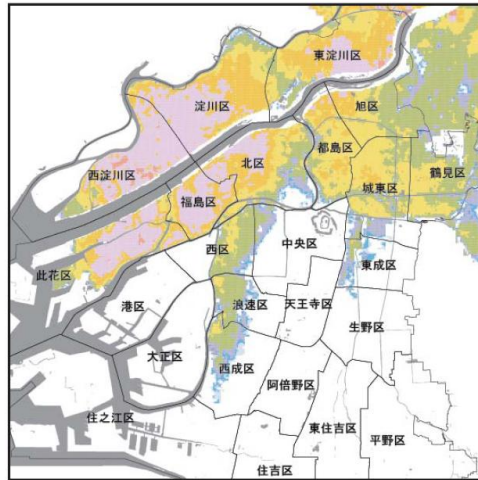 東淀川区
淀川区
旭区
北区
都島区
西淀川区
鶴見区
城東区
福島区
西区
中央区
東成区
此花区
港区
浪速区
天王寺区
生野区
大正区
西成区
阿倍野区
住之江区
東住吉区
平野区
住吉区